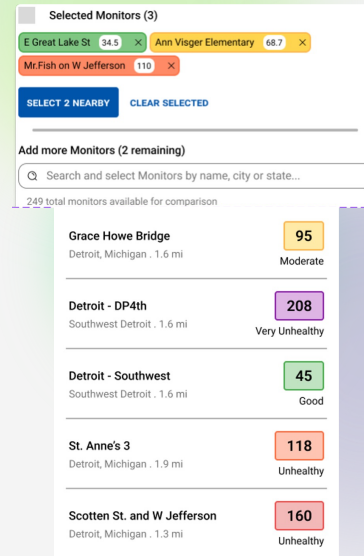 Selected Monitors (3)
E Great Lake St 34.5 × Ann Visger Elementary 68.7 ×
Mr.Fish on W Jefferson 110 ×
SELECT 2 NEARBY CLEAR SELECTED
Add more Monitors (2 remaining)
Search and select Monitors by name, city or state...
249 total monitors available for comparison
Grace Howe Bridge 95
Detroit, Michigan . 1.6 mi Moderate
Detroit - DP4th 208
Southwest Detroit . 1.6 mi Very Unhealthy
Detroit - Southwest 45
Southwest Detroit . 1.6 mi Good
St. Anne's 3 118
Detroit, Michigan . 1.9 mi Unhealthy
Scotten St. and W Jefferson 160
Detroit, Michigan . 1.3 mi Unhealthy